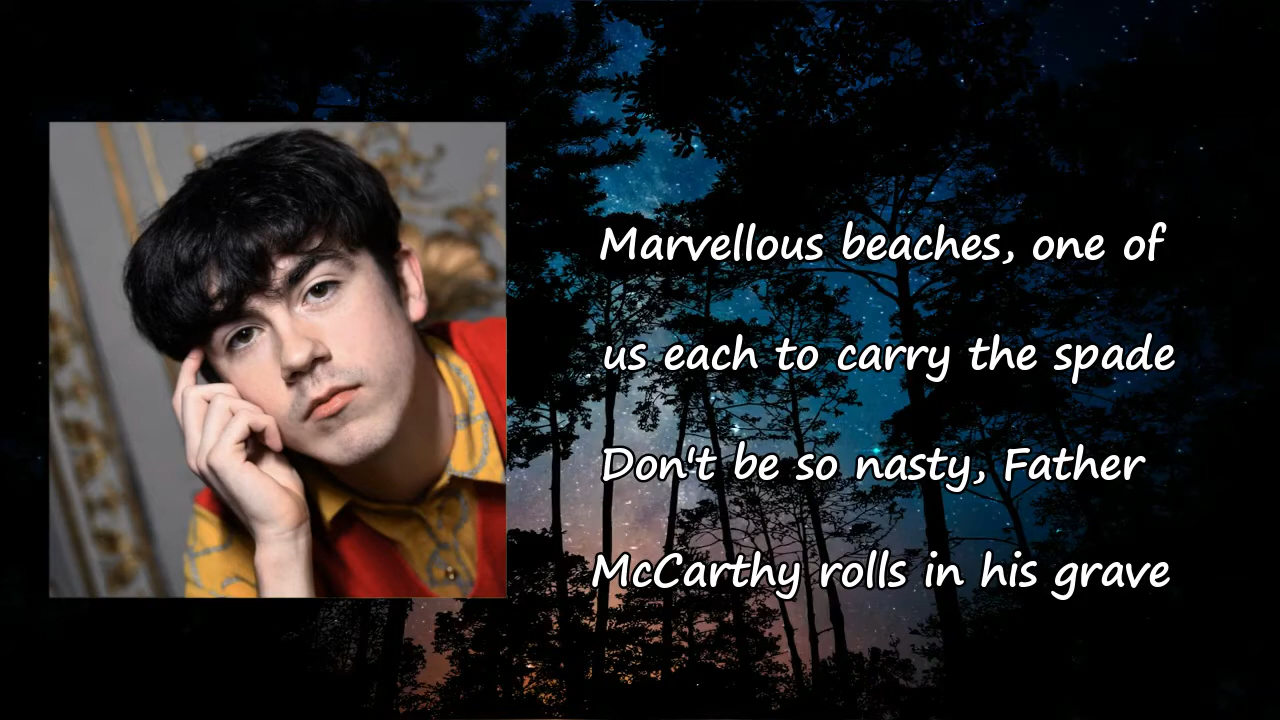 Marvellous beaches, one of
us each to carry the spade
Don't be so nasty, Father
McCarthy rolls in his grave